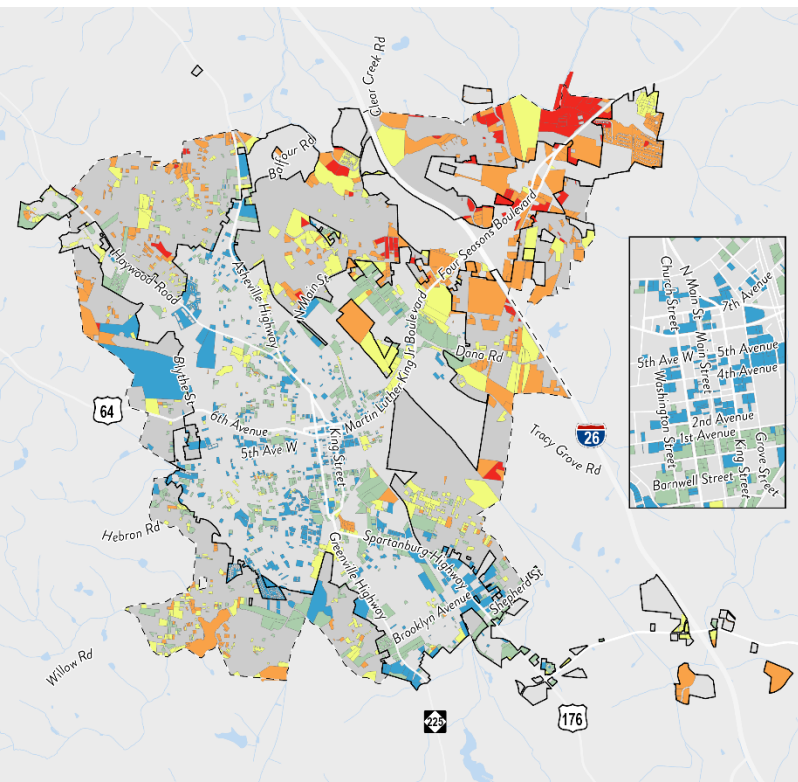 Clear Creek Rd
Balfour Rd
Four Seasons Boulevard
Haywood Road
Asheville Highway
N Main St
Dana Rd
Blythe St
64
6th Avenue
5th Ave W
Martin Luther King Jr Boulevard
King Street
26
Tracy Grove Rd
Hebron Rd
Spartanburg Highway
Greenville Highway
Brooklyn Avenue
Shepherd St
Willow Rd
225
176
Church Street
N Main St
7th Avenue
Main Street
5th Ave W
5th Avenue
4th Avenue
Washington Street
2nd Avenue
1st Avenue
King Street
Grove Street
Barnwell Street